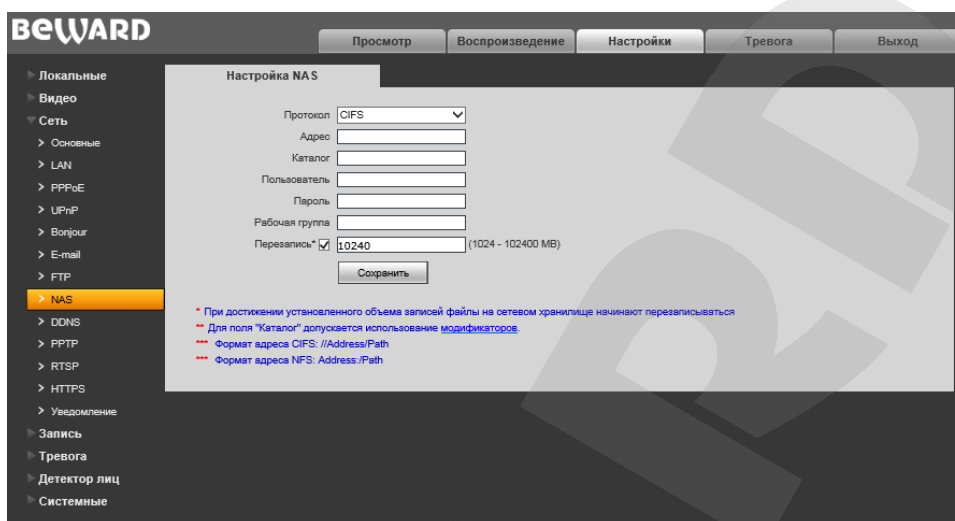 BEWARD
Просмотр Воспроизведение Настройки Тревога Выход
Локальные
Видео
Сеть
Основные
LAN
PPPoE
UPnP
Bonjour
E-mail
FTP
NAS
DDNS
PPTP
RTSP
HTTPS
Уведомление
Запись
Тревога
Детектор лиц
Системные
Настройка NAS
Протокол CIFS
Адрес
Каталог
Пользователь
Пароль
Рабочая группа
Перезапись* 10240 (1024 - 102400 MB)
Сохранить
* При достижении установленного объема записей файлы на сетевом хранилище начинают перезаписываться
** Для поля "Каталог" допускается использование модификаторов.
*** Формат адреса CIFS: //Address/Path
*** Формат адреса NFS: Address:/Path